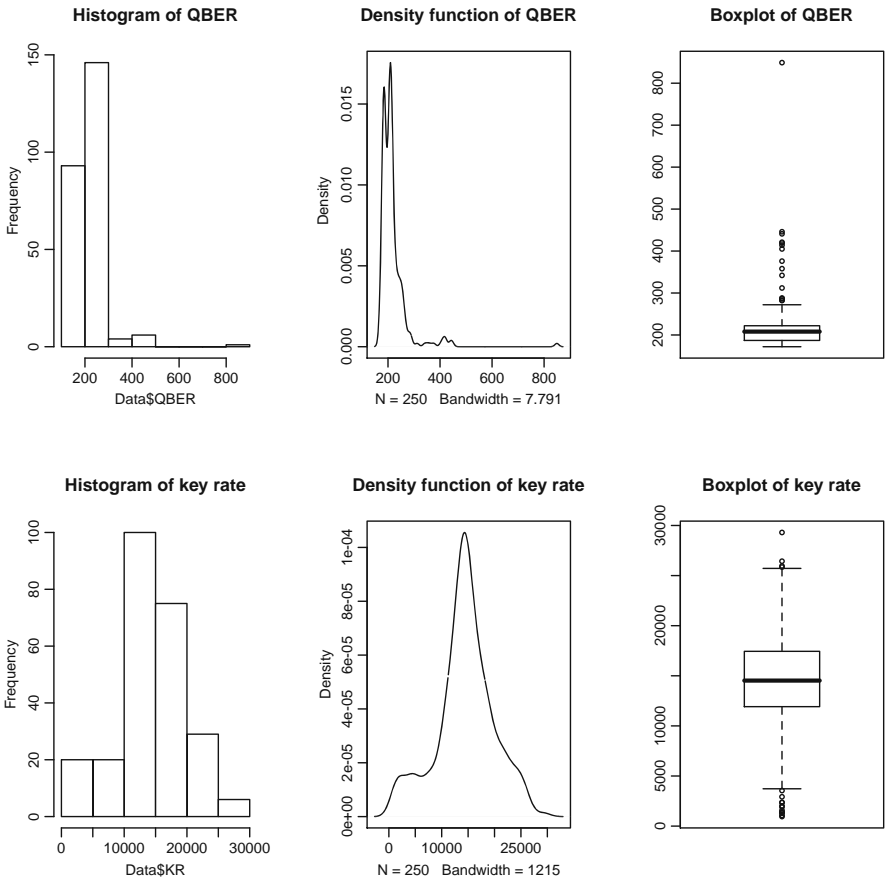 Histogram of QBER
Frequency
0
50
100
150
200
400
600
800
Data$QBER
Density function of QBER
Density
0.000
0.005
0.010
0.015
200
400
600
800
N = 250 Bandwidth = 7.791
Boxplot of QBER
200
300
400
500
600
700
800
Histogram of key rate
Frequency
0
20
40
60
80
100
0
10000
20000
30000
Data$KR
Density function of key rate
Density
0e+00
2e-05
4e-05
6e-05
8e-05
1e-04
0
10000
25000
N = 250 Bandwidth = 1215
Boxplot of key rate
0
5000
10000
20000
30000